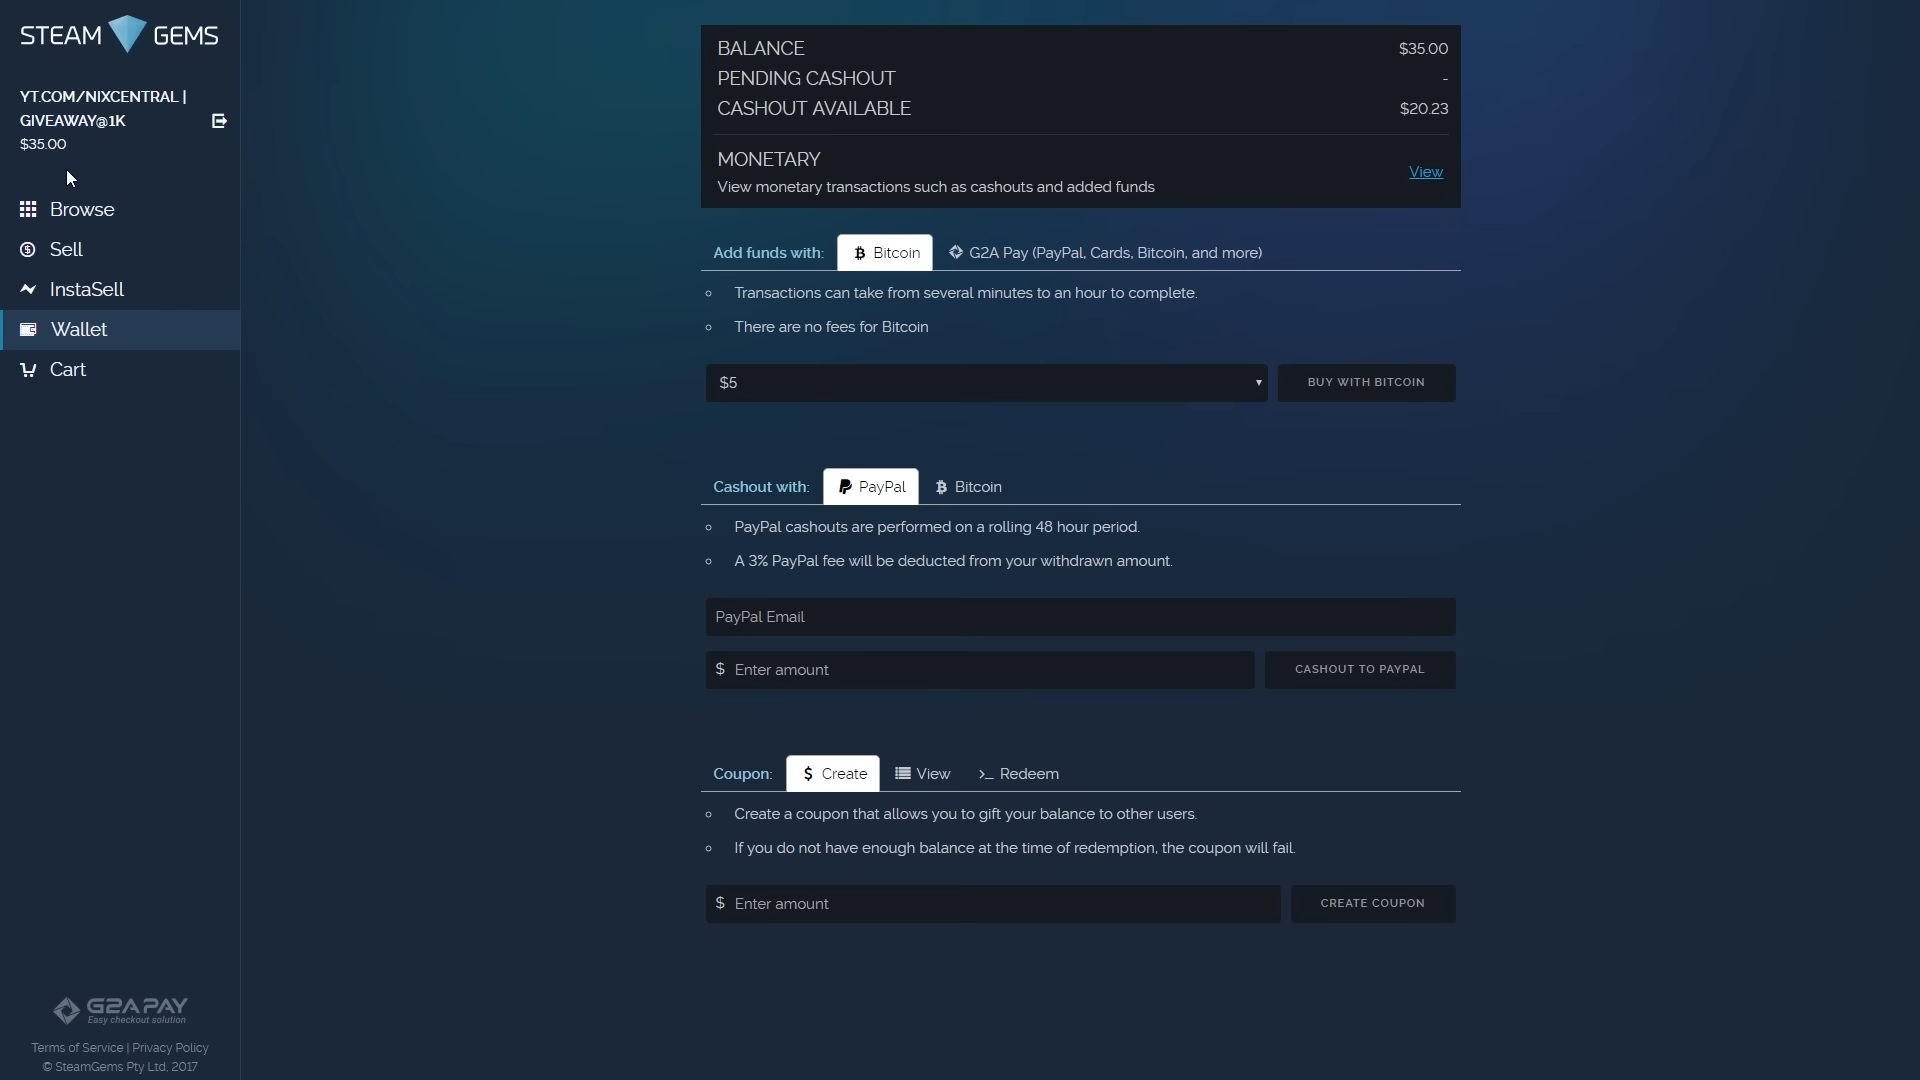 STEAM GEMS
YT.COM/NIXCENTRAL |
GIVEAWAY@1K
$35.00
Browse
Sell
InstaSell
Wallet
Cart
G2A PAY
Easy checkout solution
Terms of Service | Privacy Policy
© SteamGems Pty Ltd, 2017
BALANCE $35.00
PENDING CASHOUT -
CASHOUT AVAILABLE $20.23
MONETARY
View monetary transactions such as cashouts and added funds
View
Add funds with: Bitcoin G2A Pay (PayPal, Cards, Bitcoin, and more)
Transactions can take from several minutes to an hour to complete.
There are no fees for Bitcoin
$5 BUY WITH BITCOIN
Cashout with: PayPal Bitcoin
PayPal cashouts are performed on a rolling 48 hour period.
A 3% PayPal fee will be deducted from your withdrawn amount.
PayPal Email
$ Enter amount CASHOUT TO PAYPAL
Coupon: $ Create View >_ Redeem
Create a coupon that allows you to gift your balance to other users.
If you do not have enough balance at the time of redemption, the coupon will fail.
$ Enter amount CREATE COUPON